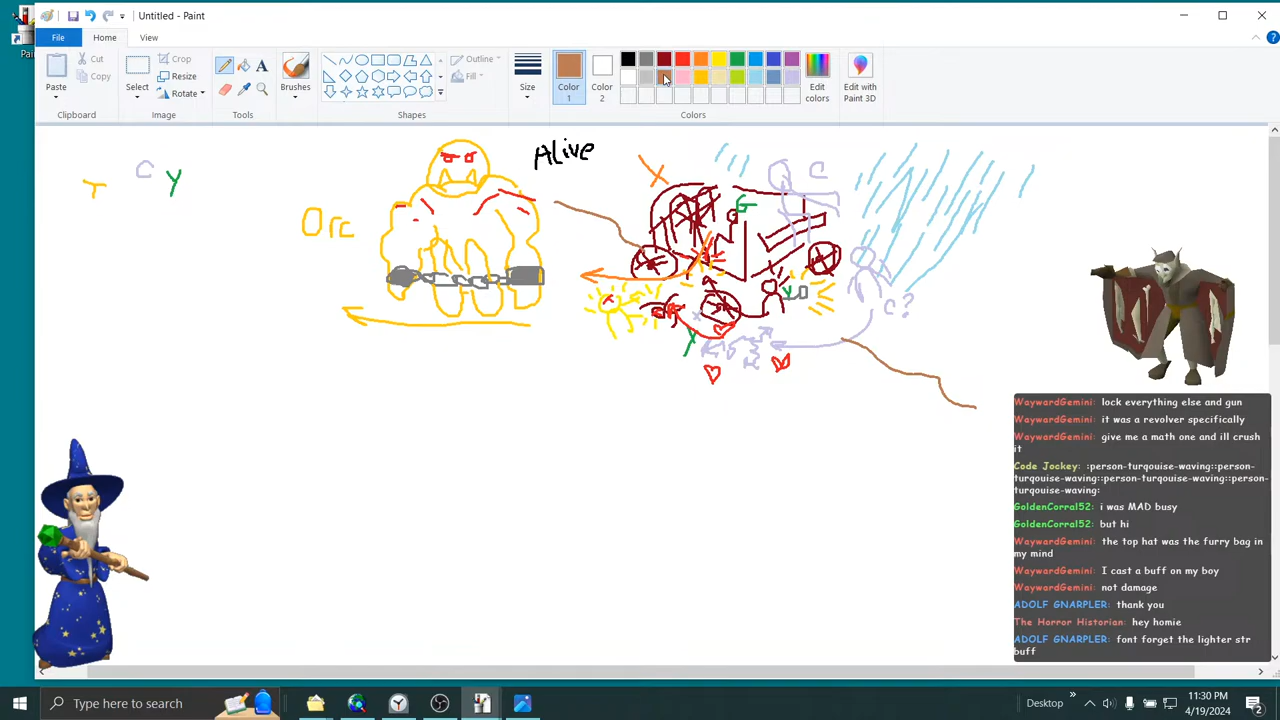 Untitled - Paint
File
Home
View
Paste
Cut
Copy
Clipboard
Select
Crop
Resize
Rotate
Image
Tools
Brushes
Shapes
Outline
Fill
Size
Color 1
Color 2
Colors
Edit colors
Edit with Paint 3D
Pai
Alive
T C Y
X
G
C
Orc
Y
C?
Y
WaywardGemini: lock everything else and gun
WaywardGemini: it was a revolver specifically
WaywardGemini: give me a math one and ill crush
it
Code Jockey: :person-turqouise-waving::person-
turqouise-waving::person-turqouise-waving::person-
turqouise-waving:
GoldenCorral52: i was MAD busy
GoldenCorral52: but hi
WaywardGemini: the top hat was the furry bag in
my mind
WaywardGemini: I cast a buff on my boy
WaywardGemini: not damage
ADOLF GNARPLER: thank you
The Horror Historian: hey homie
ADOLF GNARPLER: font forget the lighter str
buff
Type here to search
Desktop
11:30 PM
4/19/2024
2